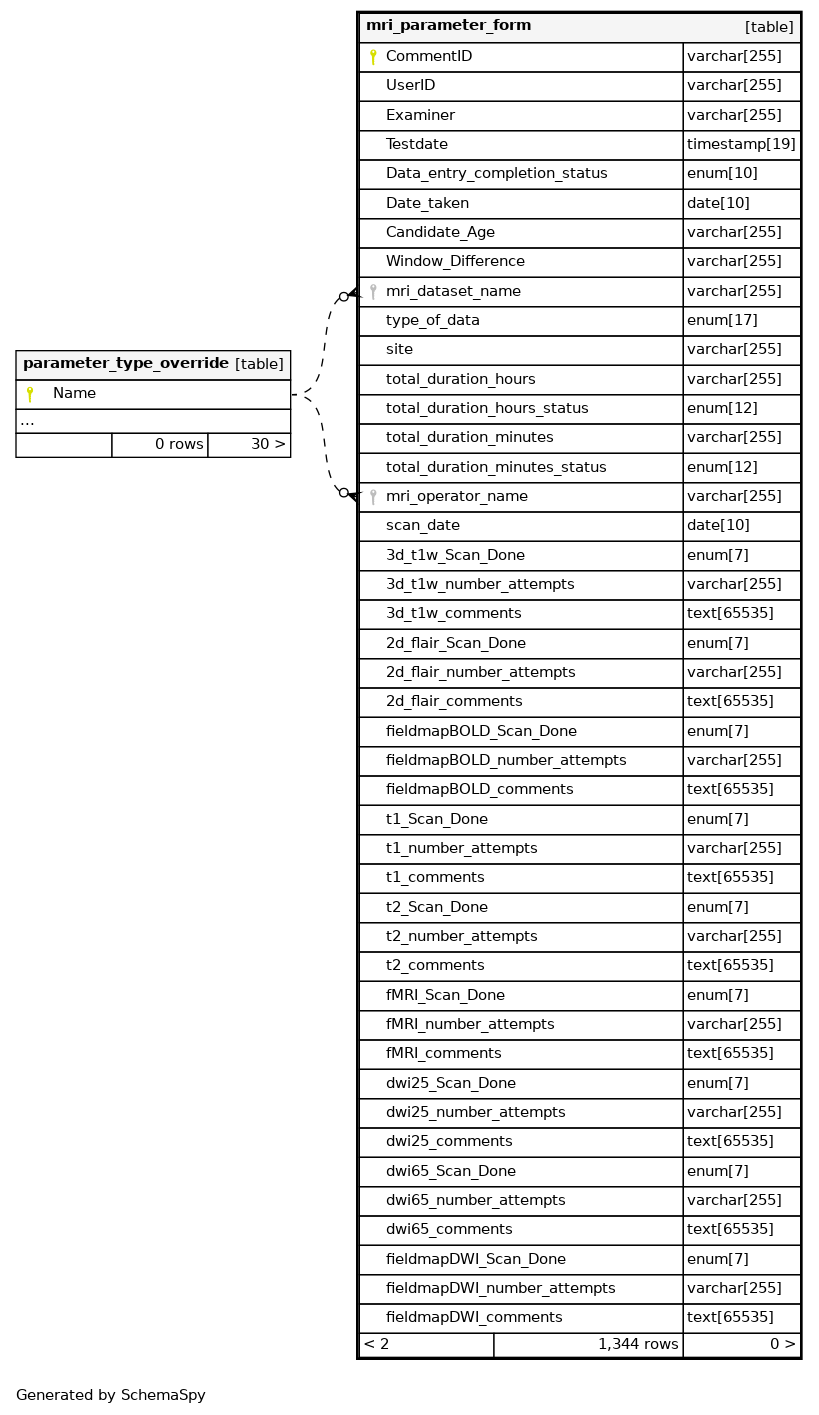 mri_parameter_form [table]
CommentID varchar[255]
UserID varchar[255]
Examiner varchar[255]
Testdate timestamp[19]
Data_entry_completion_status enum[10]
Date_taken date[10]
Candidate_Age varchar[255]
Window_Difference varchar[255]
mri_dataset_name varchar[255]
type_of_data enum[17]
site varchar[255]
total_duration_hours varchar[255]
total_duration_hours_status enum[12]
total_duration_minutes varchar[255]
total_duration_minutes_status enum[12]
mri_operator_name varchar[255]
scan_date date[10]
3d_t1w_Scan_Done enum[7]
3d_t1w_number_attempts varchar[255]
3d_t1w_comments text[65535]
2d_flair_Scan_Done enum[7]
2d_flair_number_attempts varchar[255]
2d_flair_comments text[65535]
fieldmapBOLD_Scan_Done enum[7]
fieldmapBOLD_number_attempts varchar[255]
fieldmapBOLD_comments text[65535]
t1_Scan_Done enum[7]
t1_number_attempts varchar[255]
t1_comments text[65535]
t2_Scan_Done enum[7]
t2_number_attempts varchar[255]
t2_comments text[65535]
fMRI_Scan_Done enum[7]
fMRI_number_attempts varchar[255]
fMRI_comments text[65535]
dwi25_Scan_Done enum[7]
dwi25_number_attempts varchar[255]
dwi25_comments text[65535]
dwi65_Scan_Done enum[7]
dwi65_number_attempts varchar[255]
dwi65_comments text[65535]
fieldmapDWI_Scan_Done enum[7]
fieldmapDWI_number_attempts varchar[255]
fieldmapDWI_comments text[65535]
< 2 1,344 rows 0 >
parameter_type_override [table]
Name
...
0 rows 30 >
Generated by SchemaSpy